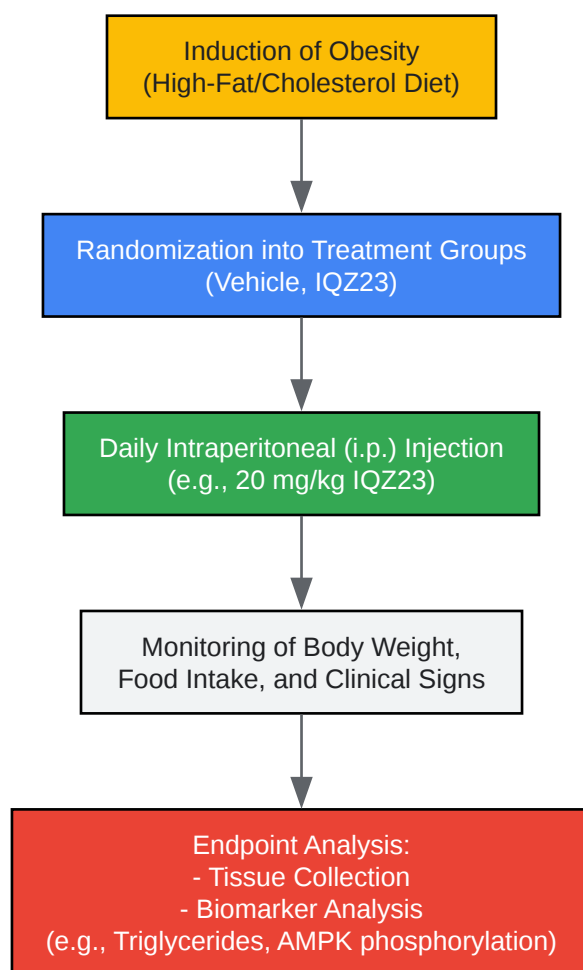 Induction of Obesity
(High-Fat/Cholesterol Diet)
Randomization into Treatment Groups
(Vehicle, IQZ23)
Daily Intraperitoneal (i.p.) Injection
(e.g., 20 mg/kg IQZ23)
Monitoring of Body Weight,
Food Intake, and Clinical Signs
Endpoint Analysis:
- Tissue Collection
- Biomarker Analysis
(e.g., Triglycerides, AMPK phosphorylation)